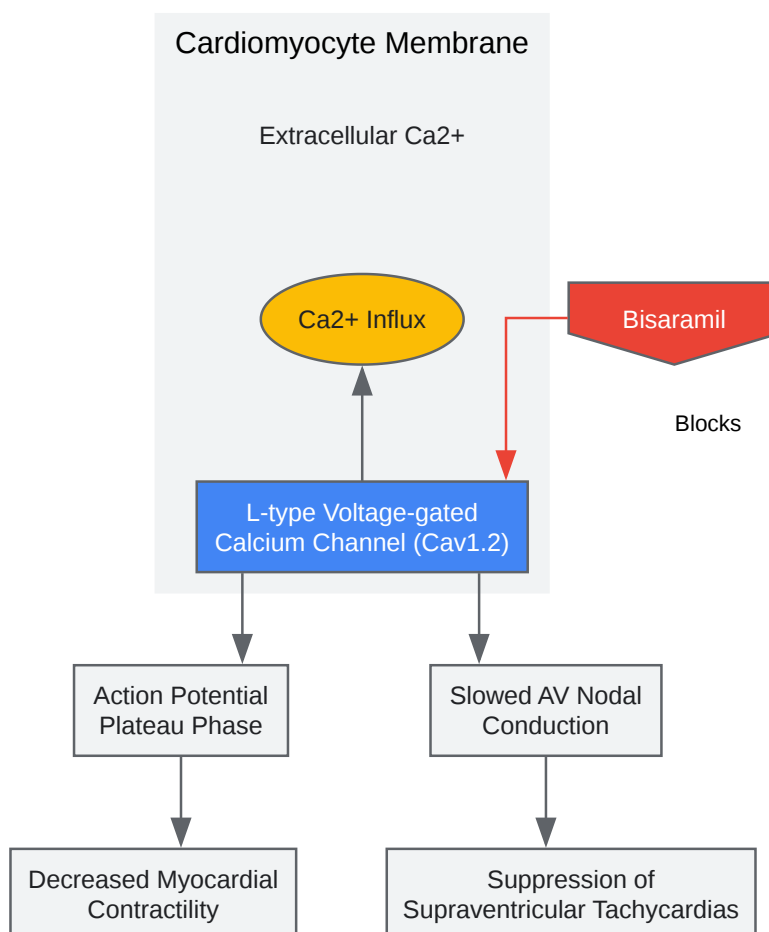 Cardiomyocyte Membrane
Extracellular Ca2+
Ca2+ Influx
Bisaramil
Blocks
L-type Voltage-gated
Calcium Channel (Cav1.2)
Action Potential
Plateau Phase
Slowed AV Nodal
Conduction
Decreased Myocardial
Contractility
Suppression of
Supraventricular Tachycardias